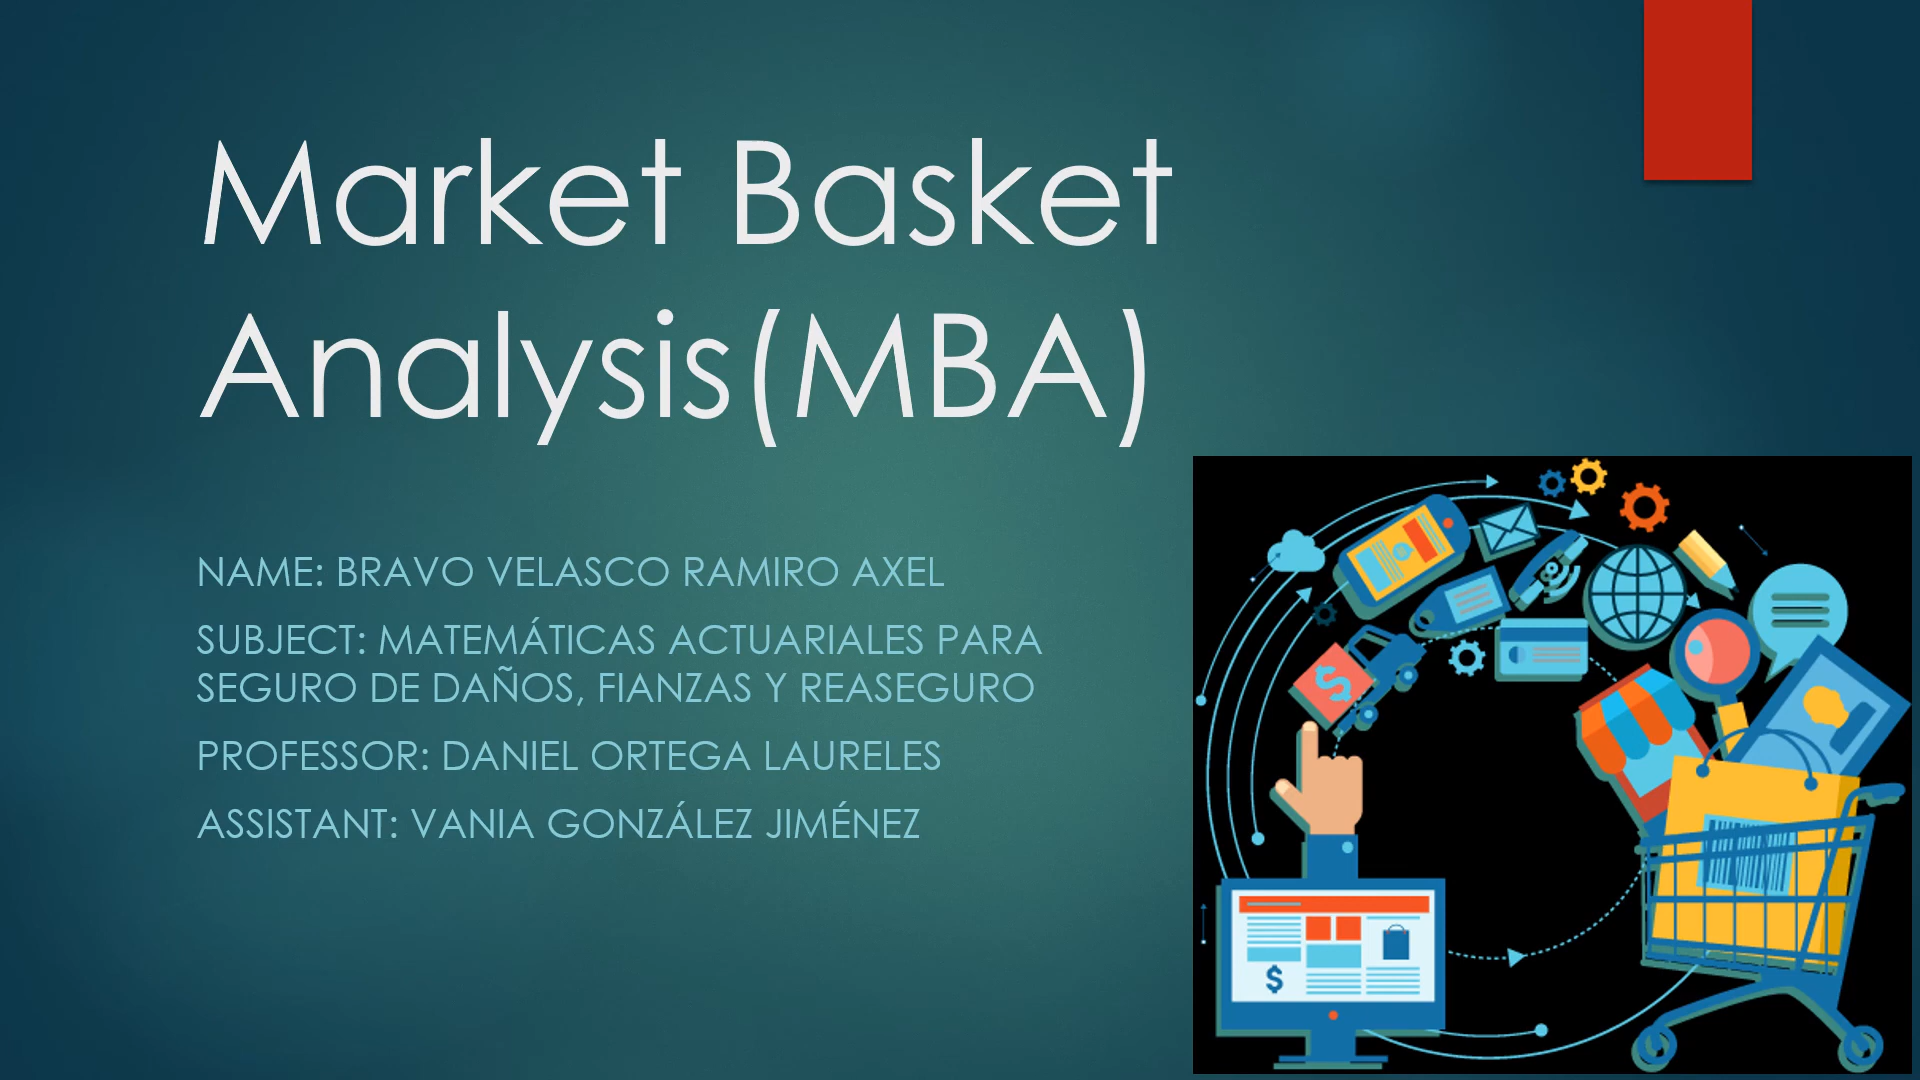 Market Basket
Analysis(MBA)
NAME: BRAVO VELASCO RAMIRO AXEL
SUBJECT: MATEMÁTICAS ACTUARIALES PARA
SEGURO DE DAÑOS, FIANZAS Y REASEGURO
PROFESSOR: DANIEL ORTEGA LAURELES
ASSISTANT: VANIA GONZÁLEZ JIMÉNEZ
$
$